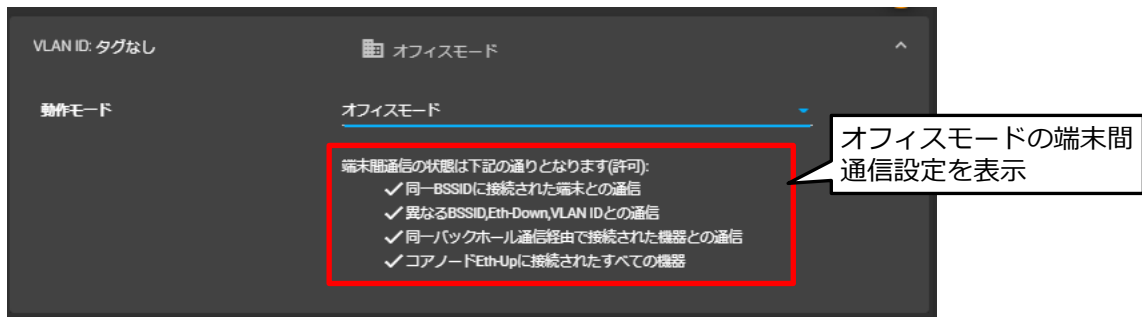 VLAN ID: タグなし
オフィスモード
動作モード
オフィスモード
端末間通信の状態は下記の通りとなります(許可):
✓同一BSSIDに接続された端末との通信
✓異なるBSSID,Eth-Down,VLAN IDとの通信
✓同一バックホール通信経由で接続された機器との通信
✓コアノードEth-Upに接続されたすべての機器
オフィスモードの端末間
通信設定を表示